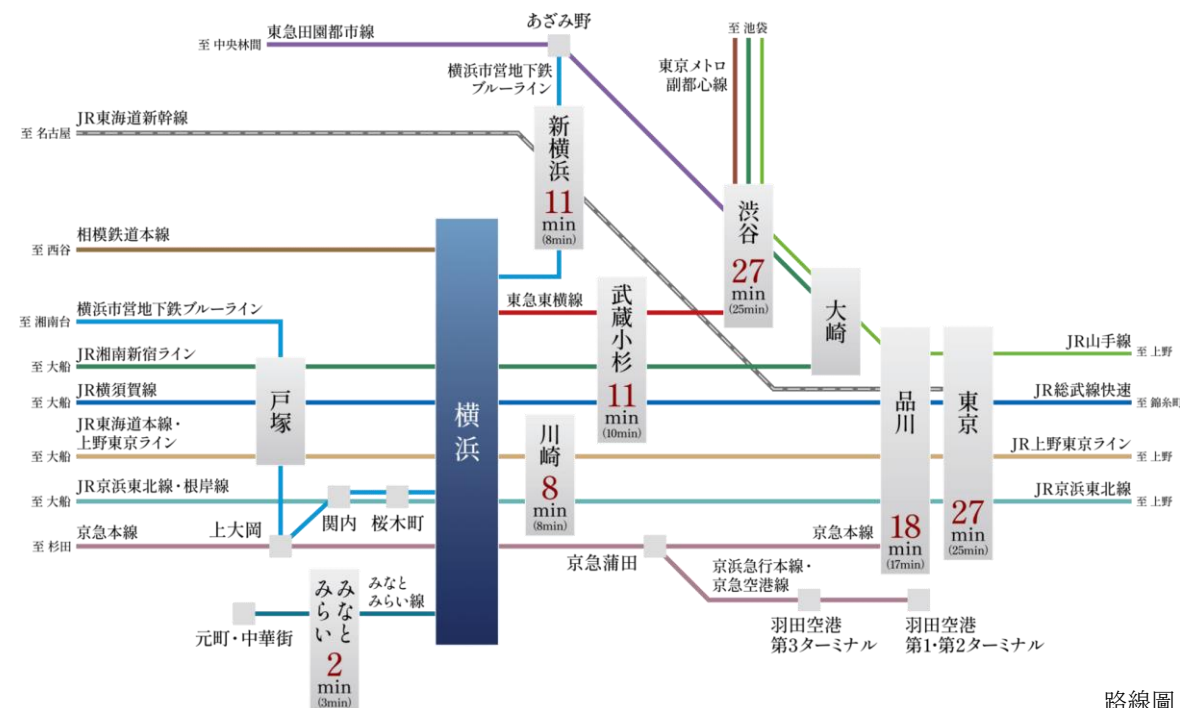 あざみ野
東急田園都市線
至 中央林間
至 池袋
横浜市営地下鉄
ブルーライン
東京メトロ
副都心線
JR東海道新幹線
至 名古屋
新横浜
11
min
(8min)
渋谷
27
min
(25min)
相模鉄道本線
至 西谷
東急東横線
武蔵小杉
11
min
(10min)
大崎
横浜市営地下鉄ブルーライン
至 湘南台
JR湘南新宿ライン
至 大船
JR横須賀線
至 大船
JR東海道本線・
上野東京ライン
至 大船
JR京浜東北線・根岸線
至 大船
京急本線
至 杉田
戸塚
横浜
川崎
8
min
(8min)
品川
18
min
(17min)
東京
27
min
(25min)
JR山手線
至 上野
JR総武線快速
至 錦糸町
JR上野東京ライン
至 上野
JR京浜東北線
至 上野
上大岡
関内
桜木町
京急蒲田
京急本線
京浜急行本線・
京急空港線
羽田空港
第3ターミナル
羽田空港
第1・第2ターミナル
みなと
みらい線
元町・中華街
みなと
みらい
2
min
(3min)
路線圖